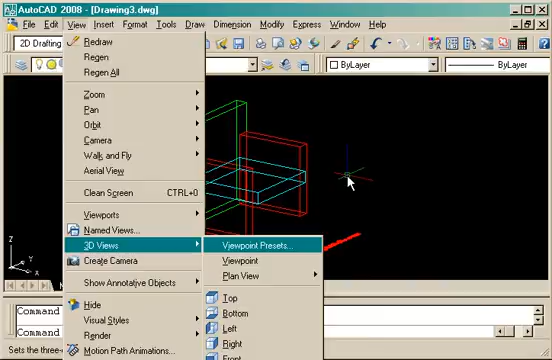 AutoCAD 2008 - [Drawing3.dwg]
File Edit View Insert Format Tools Draw Dimension Modify Express Window Help
2D Drafting
ByLayer
ByLayer
Redraw
Regen
Regen All
Zoom
Pan
Orbit
Camera
Walk and Fly
Aerial View
Clean Screen CTRL+0
Viewports
Named Views...
3D Views
Create Camera
Show Annotative Objects
Hide
Visual Styles
Render
Motion Path Animations...
Viewpoint Presets...
Viewpoint
Plan View
Top
Bottom
Left
Right
Front
Z
Y
X
Command
Command
Sets the three-